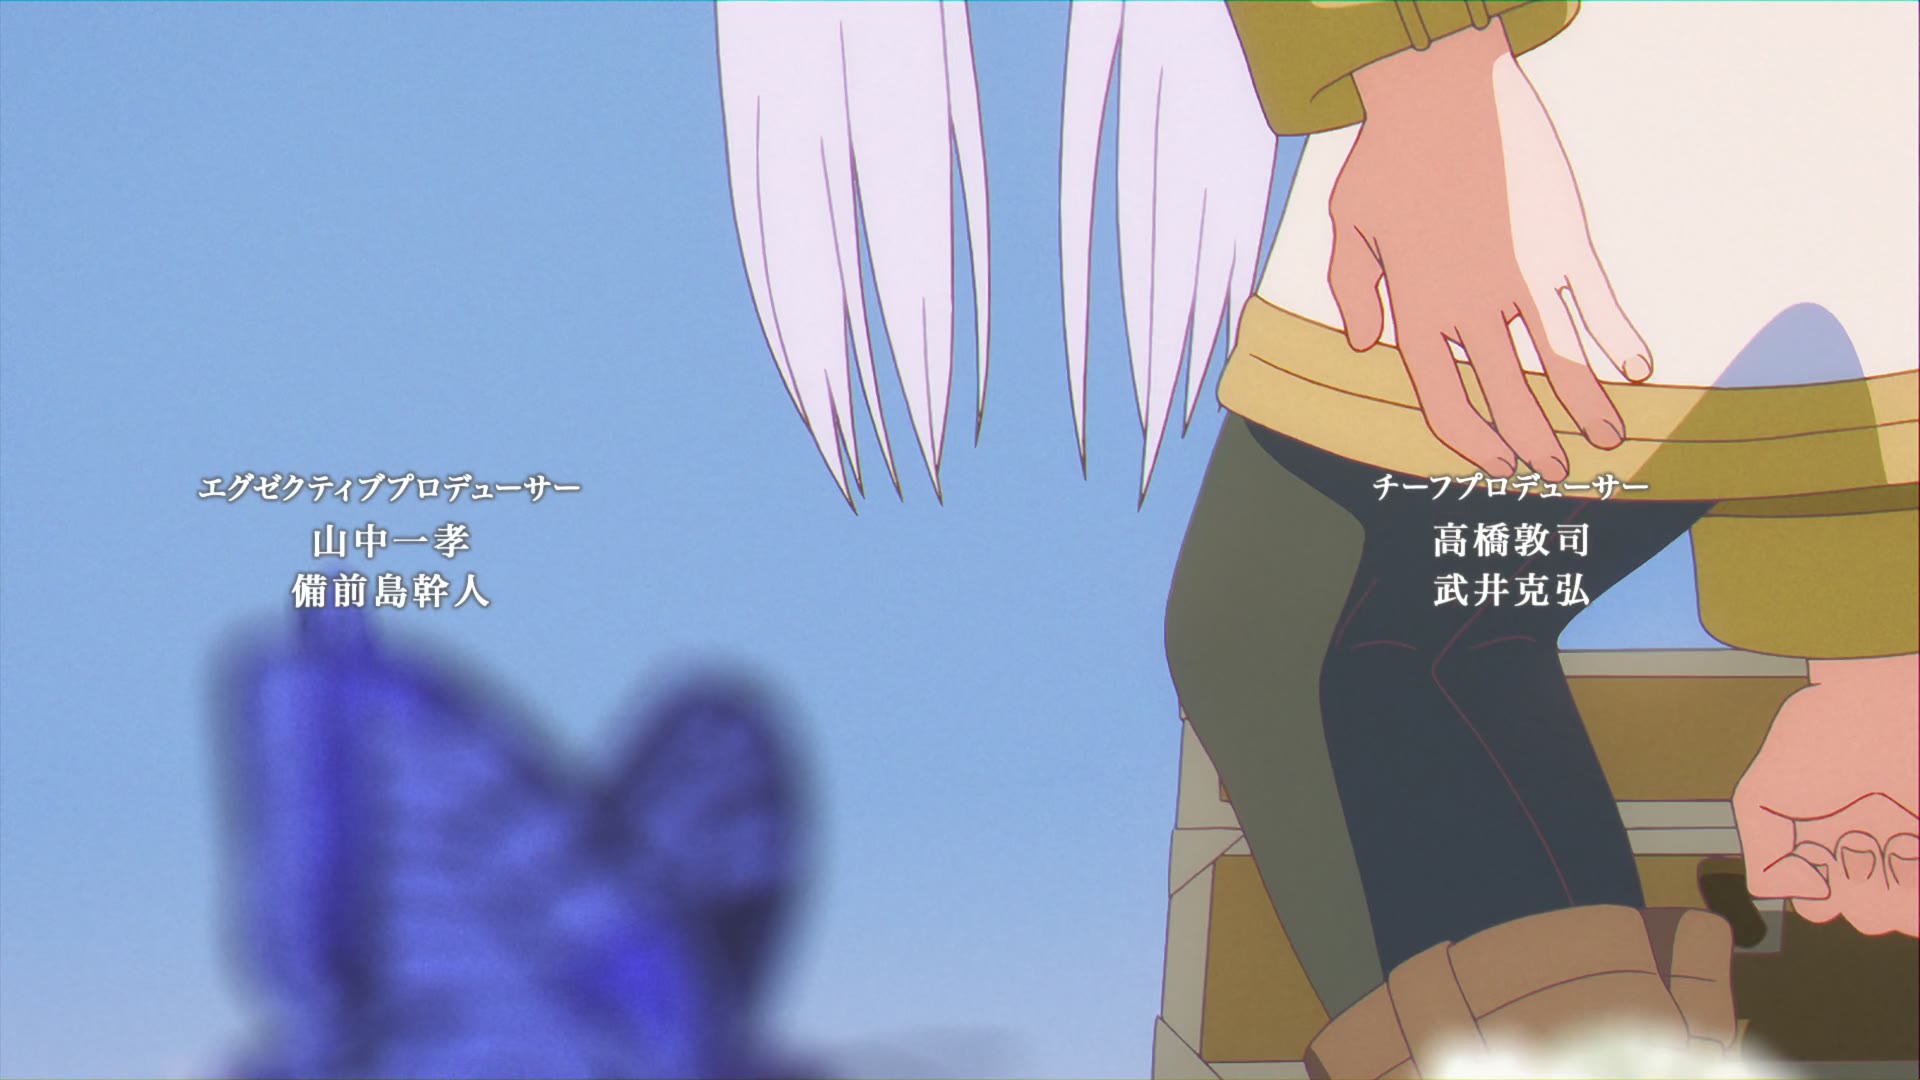 エグゼクティブプロデューサー
山中一孝
備前島幹人
チーフプロデューサー
高橋敦司
武井克弘